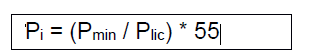 Pi = (Pmin / Plic) * 55